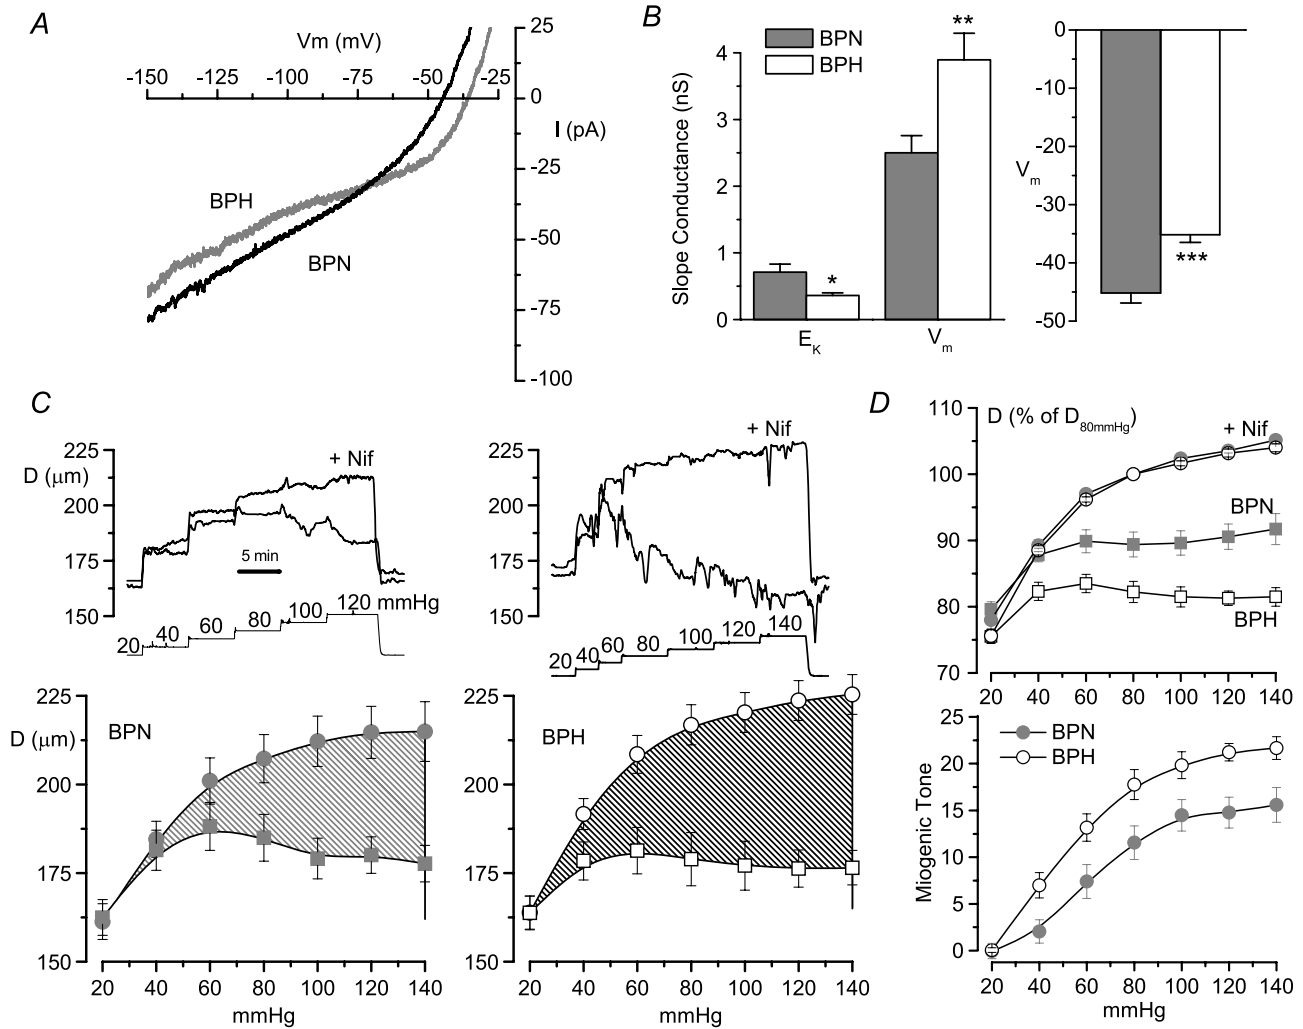 A
Vm (mV)
-150 -125 -100 -75 -50 -25
25
0
-25
-50
-75
-100
I (pA)
BPH
BPN
B
BPN
BPH
Slope Conductance (nS)
4
3
2
1
0
*
**
E_K
V_m
0
-10
-20
-30
-40
-50
V_m
***
C
225
D (μm)
200
175
150
+ Nif
5 min
20 40 60 80 100 120 mmHg
225
200
175
150
+ Nif
20 40 60 80 100 120 140
225
D (μm)
200
175
150
BPN
20 40 60 80 100 120 140
mmHg
225
200
175
150
BPH
20 40 60 80 100 120 140
mmHg
D
110
100
90
80
70
D (% of D_80mmHg)
+ Nif
BPN
BPH
20 40 60 80 100 120 140
Miogenic Tone
25
20
15
10
5
0
BPN
BPH
20 40 60 80 100 120 140
mmHg